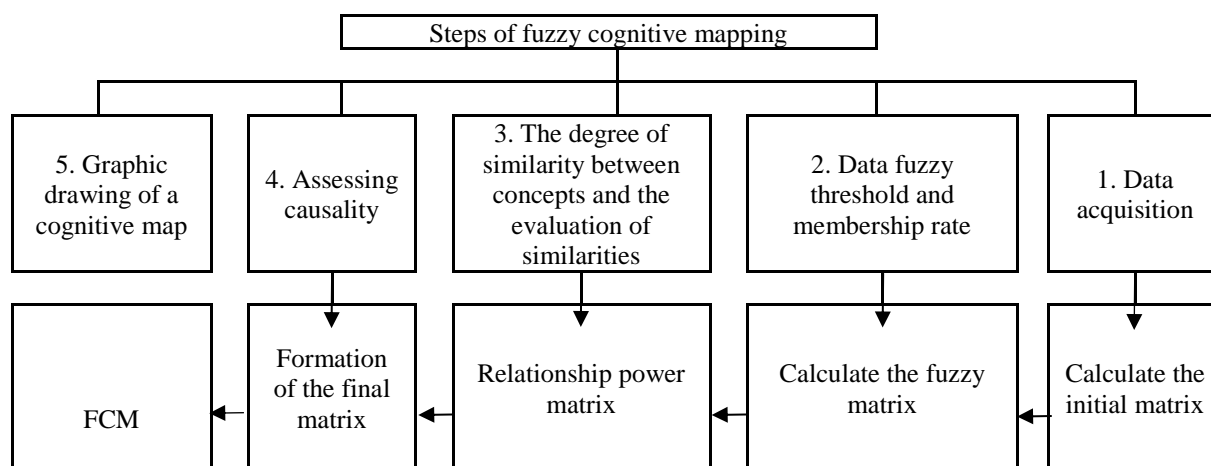 Steps of fuzzy cognitive mapping
5. Graphic
drawing of a
cognitive map
4. Assessing
causality
3. The degree of
similarity between
concepts and the
evaluation of
similarities
2. Data fuzzy
threshold and
membership rate
1. Data
acquisition
FCM
Formation
of the final
matrix
Relationship power
matrix
Calculate the fuzzy
matrix
Calculate the
initial matrix